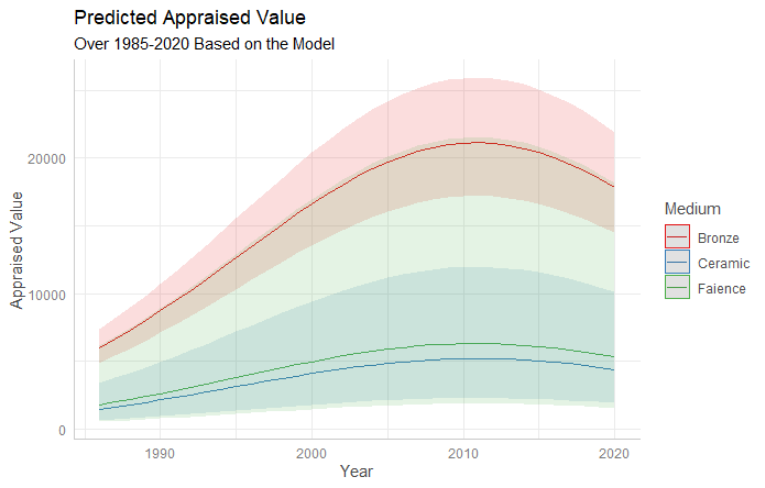 Predicted Appraised Value
Over 1985-2020 Based on the Model
Appraised Value
20000
10000
0
1990 2000 2010 2020
Year
Medium
Bronze
Ceramic
Faience